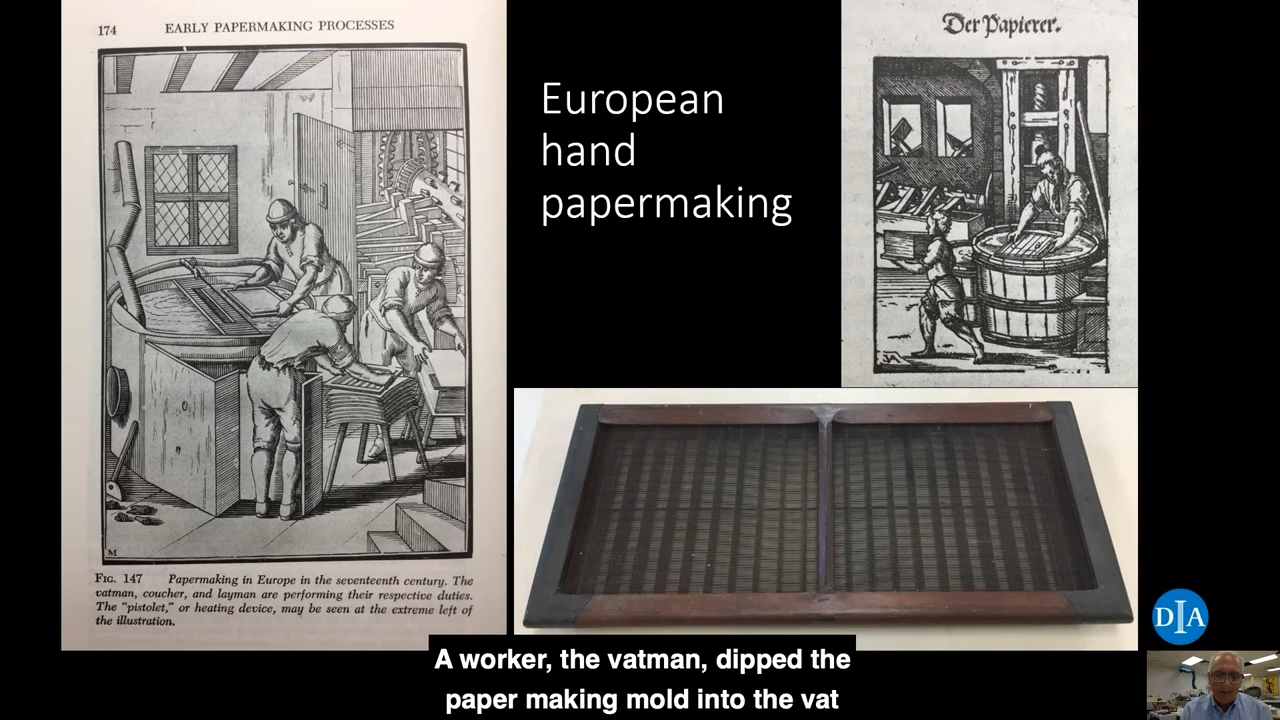 174
EARLY PAPERMAKING PROCESSES
M
FIG. 147 Papermaking in Europe in the seventeenth century. The
vatman, coucher, and layman are performing their respective duties.
The "pistolet," or heating device, may be seen at the extreme left of
the illustration.
European
hand
papermaking
Der Papierer.
DIA
A worker, the vatman, dipped the
paper making mold into the vat